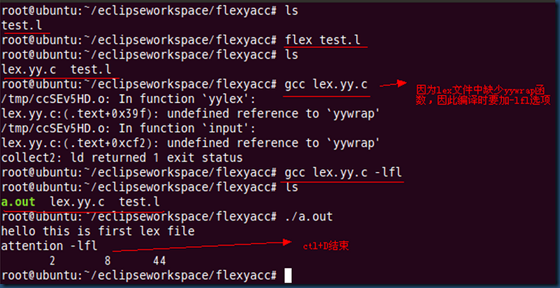 root@ubuntu:~/eclipseworkspace/flexyacc# ls
test.l
root@ubuntu:~/eclipseworkspace/flexyacc# flex test.l
root@ubuntu:~/eclipseworkspace/flexyacc# ls
lex.yy.c  test.l
root@ubuntu:~/eclipseworkspace/flexyacc# gcc lex.yy.c
因为lex文件中缺少yywrap函
数，因此编译时要加-lfl选项
/tmp/ccSEv5HD.o: In function `yylex':
lex.yy.c:(.text+0x39f): undefined reference to `yywrap'
/tmp/ccSEv5HD.o: In function `input':
lex.yy.c:(.text+0xcf2): undefined reference to `yywrap'
collect2: ld returned 1 exit status
root@ubuntu:~/eclipseworkspace/flexyacc# gcc lex.yy.c -lfl
root@ubuntu:~/eclipseworkspace/flexyacc# ls
a.out  lex.yy.c  test.l
root@ubuntu:~/eclipseworkspace/flexyacc# ./a.out
hello this is first lex file
attention -lfl
ctl+D结束
2 8 44
root@ubuntu:~/eclipseworkspace/flexyacc#